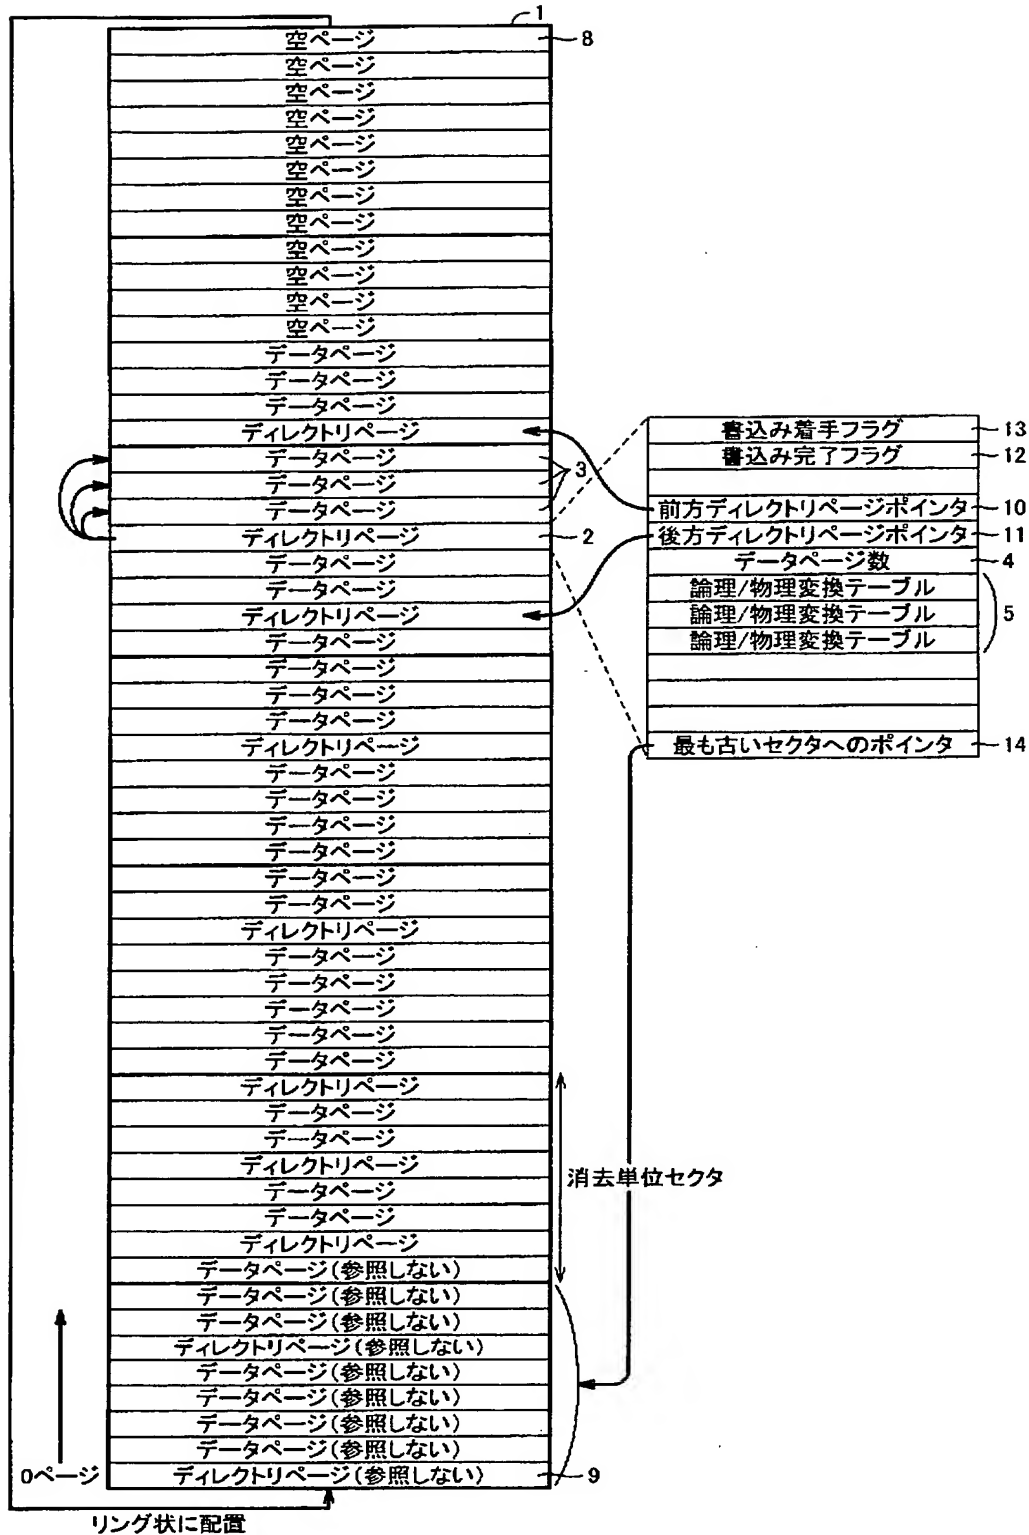 1
空ページ 8
空ページ
空ページ
空ページ
空ページ
空ページ
空ページ
空ページ
空ページ
空ページ
空ページ
空ページ
データページ
データページ
データページ
ディレクトリページ
データページ
データページ 3
データページ
ディレクトリページ 2
データページ
データページ
ディレクトリページ
データページ
データページ
データページ
データページ
ディレクトリページ
データページ
データページ
データページ
データページ
データページ
データページ
ディレクトリページ
データページ
データページ
データページ
データページ
データページ
ディレクトリページ
データページ
データページ
ディレクトリページ
データページ
データページ
ディレクトリページ
データページ(参照しない)
データページ(参照しない)
データページ(参照しない)
ディレクトリページ(参照しない)
データページ(参照しない)
データページ(参照しない)
データページ(参照しない)
データページ(参照しない)
ディレクトリページ(参照しない) 9
書込み着手フラグ 13
書込み完了フラグ 12
前方ディレクトリページポインタ 10
後方ディレクトリページポインタ 11
データページ数 4
論理/物理変換テーブル
論理/物理変換テーブル 5
論理/物理変換テーブル
最も古いセクタへのポインタ 14
消去単位セクタ
0ページ
リング状に配置